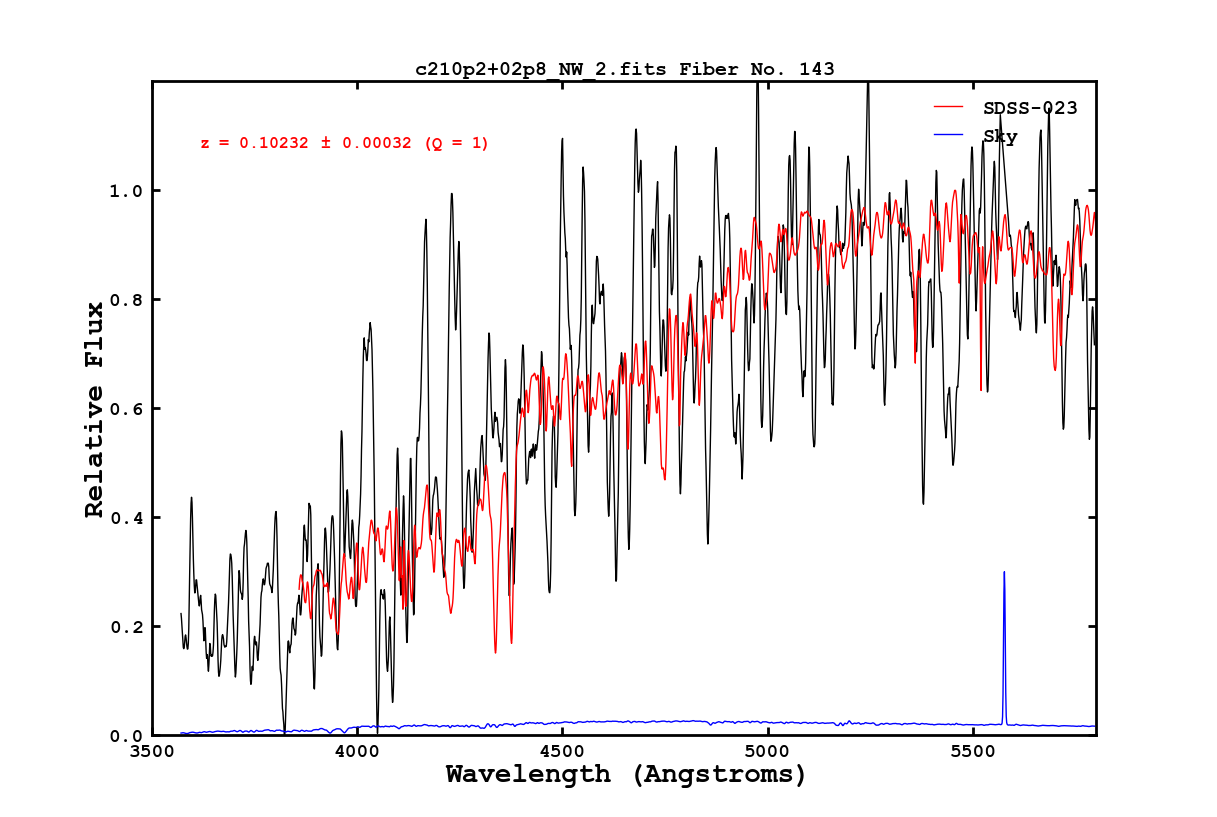 c210p2+02p8_NW_2.fits Fiber No. 143
SDSS-023
z = 0.10232 ± 0.00032 (Q = 1)
Sky
1.0
0.8
0.6
0.4
0.2
0.0
Relative Flux
3500 4000 4500 5000 5500
Wavelength (Angstroms)